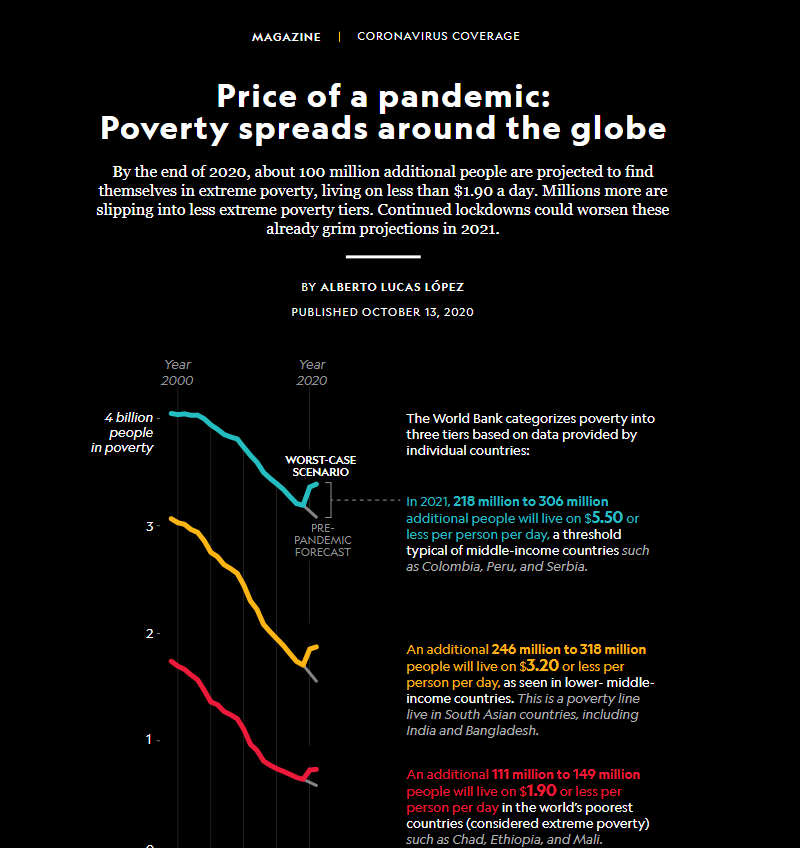 MAGAZINE | CORONAVIRUS COVERAGE
Price of a pandemic:
Poverty spreads around the globe
By the end of 2020, about 100 million additional people are projected to find
themselves in extreme poverty, living on less than $1.90 a day. Millions more are
slipping into less extreme poverty tiers. Continued lockdowns could worsen these
already grim projections in 2021.
BY ALBERTO LUCAS LÓPEZ
PUBLISHED OCTOBER 13, 2020
Year
2000
Year
2020
4 billion
people
in poverty
3
2
1
0
WORST-CASE
SCENARIO
PRE-
PANDEMIC
FORECAST
The World Bank categorizes poverty into
three tiers based on data provided by
individual countries:
In 2021, 218 million to 306 million
additional people will live on $5.50 or
less per person per day, a threshold
typical of middle-income countries such
as Colombia, Peru, and Serbia.
An additional 246 million to 318 million
people will live on $3.20 or less per
person per day, as seen in lower- middle-
income countries. This is a poverty line
live in South Asian countries, including
India and Bangladesh.
An additional 111 million to 149 million
people will live on $1.90 or less per
person per day in the world's poorest
countries (considered extreme poverty)
such as Chad, Ethiopia, and Mali.